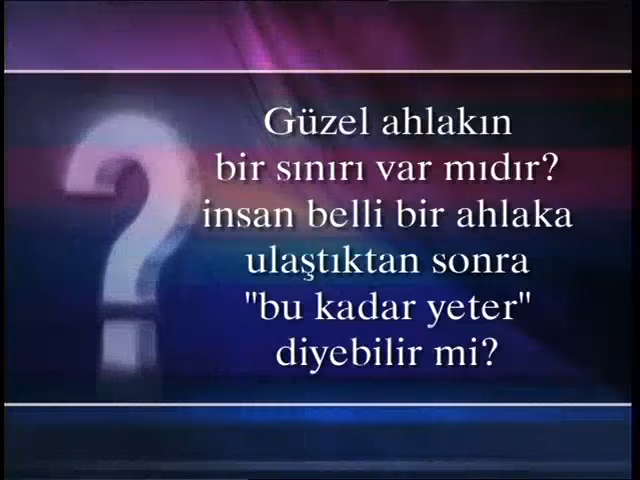 Güzel ahlakın
bir sınırı var mıdır?
insan belli bir ahlaka
ulaştıktan sonra
"bu kadar yeter"
diyebilir mi?